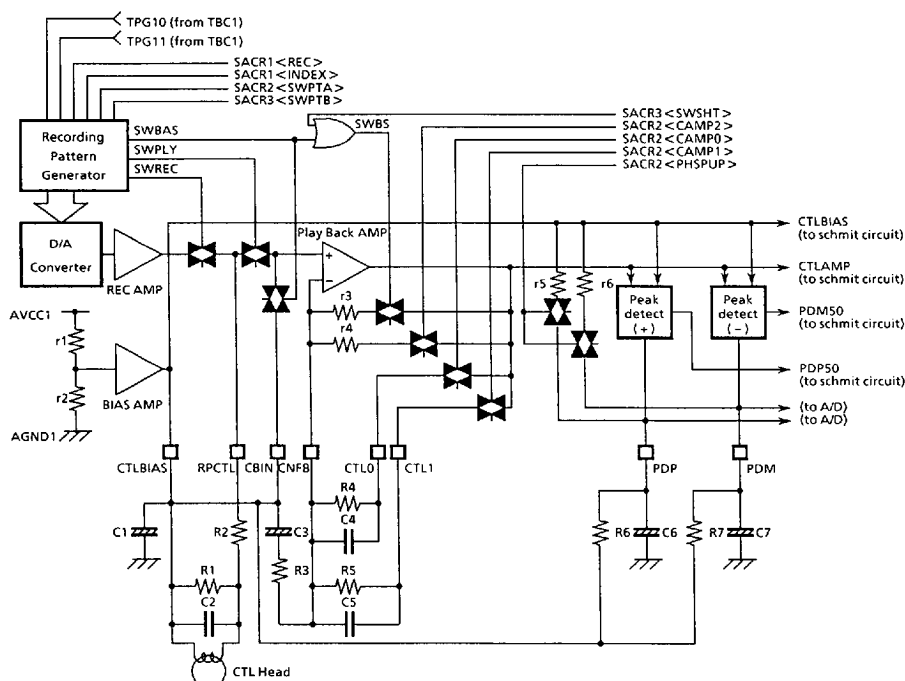 TPG10 (from TBC1)
TPG11 (from TBC1)
SACR1<REC>
SACR1<INDEX>
SACR2<SWPTA>
SACR3<SWPTB>
Recording
Pattern
Generator
SWBAS
SWPLY
SWREC
SWBS
SACR3<SWSHT>
SACR2<CAMP2>
SACR2<CAMP0>
SACR2<CAMP1>
SACR2<PHSPUP>
D/A
Converter
REC AMP
Play Back AMP
+
−
CTLBIAS
(to schmit circuit)
CTLAMP
(to schmit circuit)
r5
r6
Peak
detect
(+)
Peak
detect
(−)
PDM50
(to schmit circuit)
PDP50
(to schmit circuit)
(to A/D)
(to A/D)
AVCC1
r1
r2
BIAS AMP
AGND1
r3
r4
CTLBIAS
RPCTL
CBIN
CNFB
CTL0
CTL1
PDP
PDM
C1
R2
C3
R3
R4
C4
R5
C5
R1
C2
R6
C6
R7
C7
CTL Head